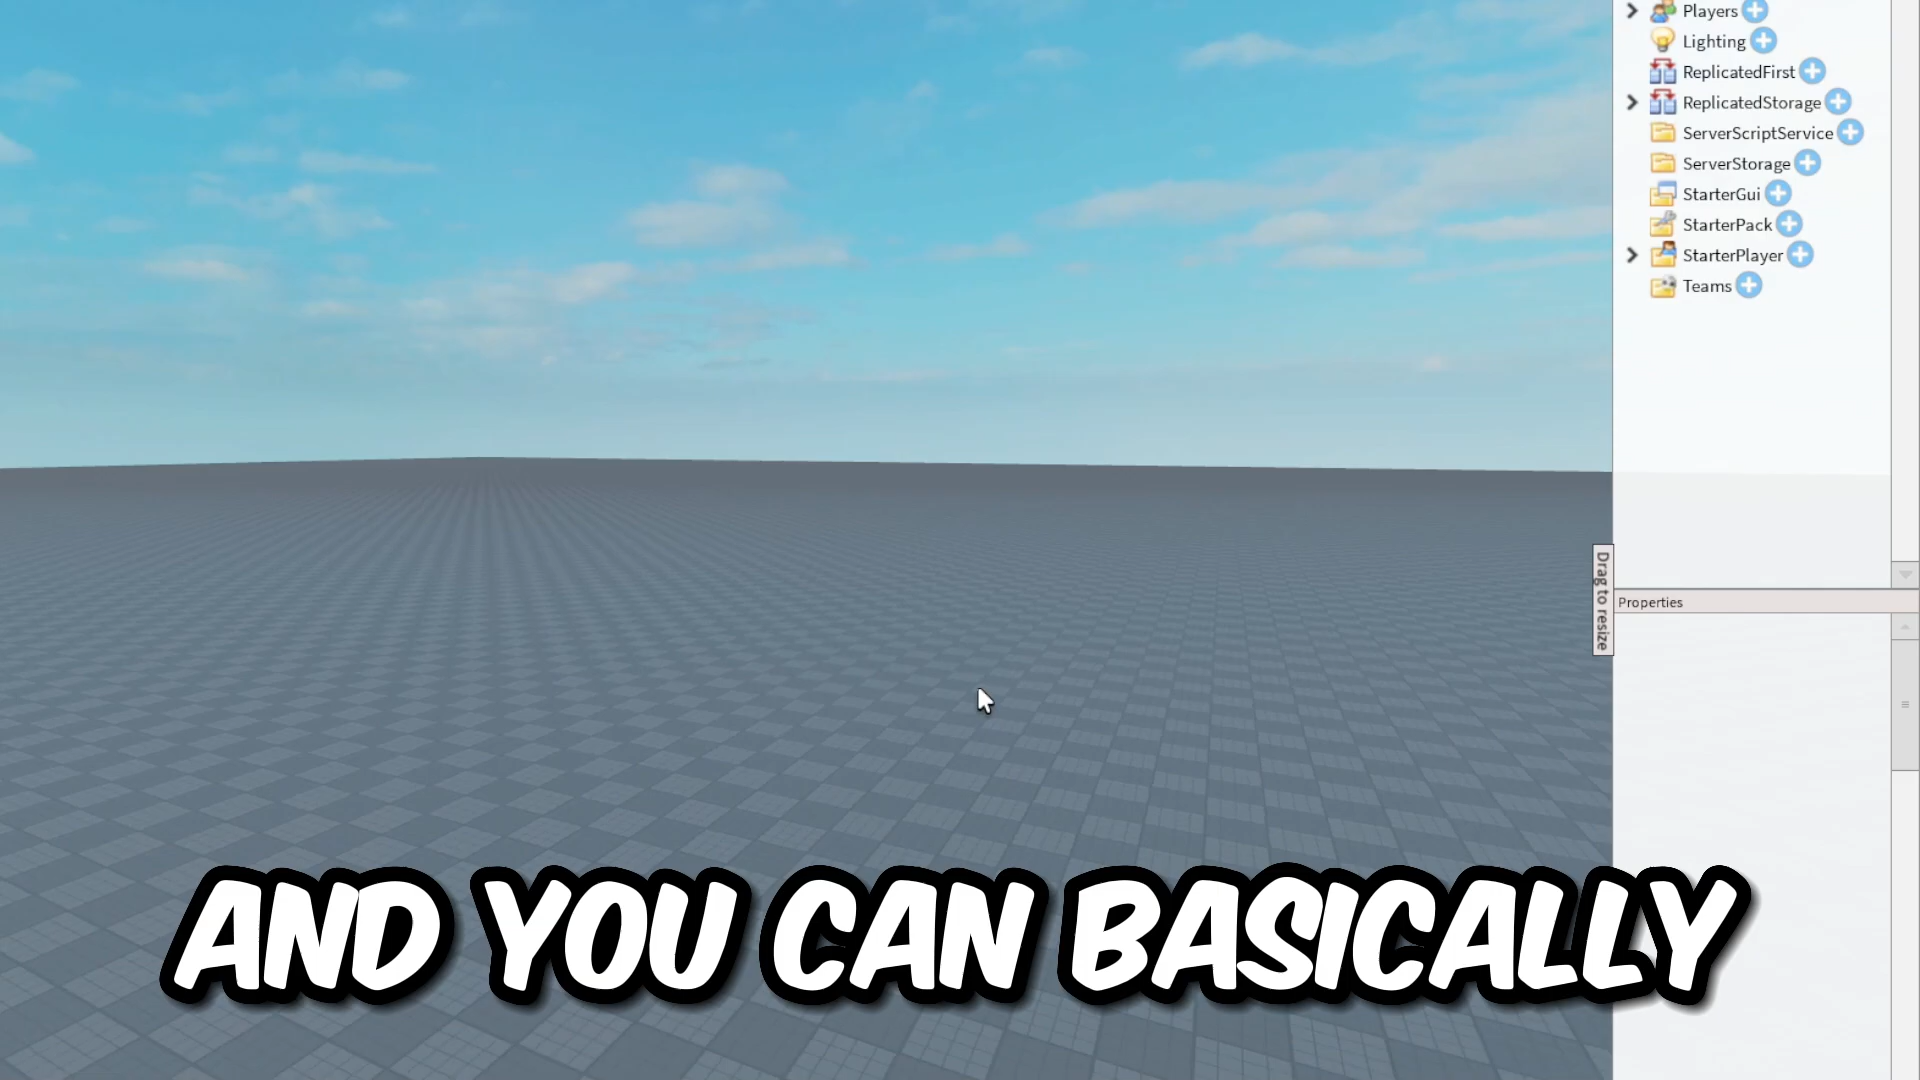 Players
Lighting
ReplicatedFirst
ReplicatedStorage
ServerScriptService
ServerStorage
StarterGui
StarterPack
StarterPlayer
Teams
Drag to resize
Properties
AND YOU CAN BASICALLY